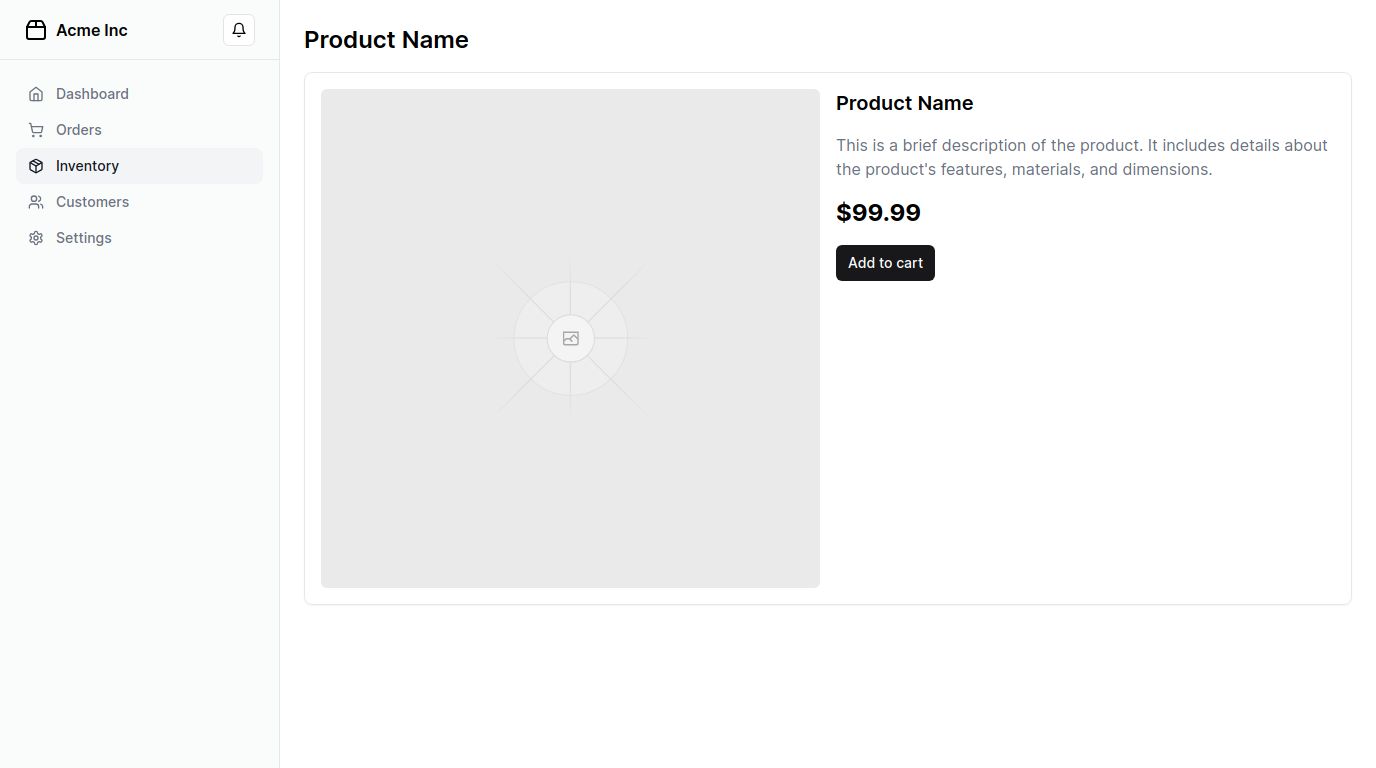 Acme Inc
Dashboard
Orders
Inventory
Customers
Settings
Product Name
Product Name
This is a brief description of the product. It includes details about
the product's features, materials, and dimensions.
$99.99
Add to cart